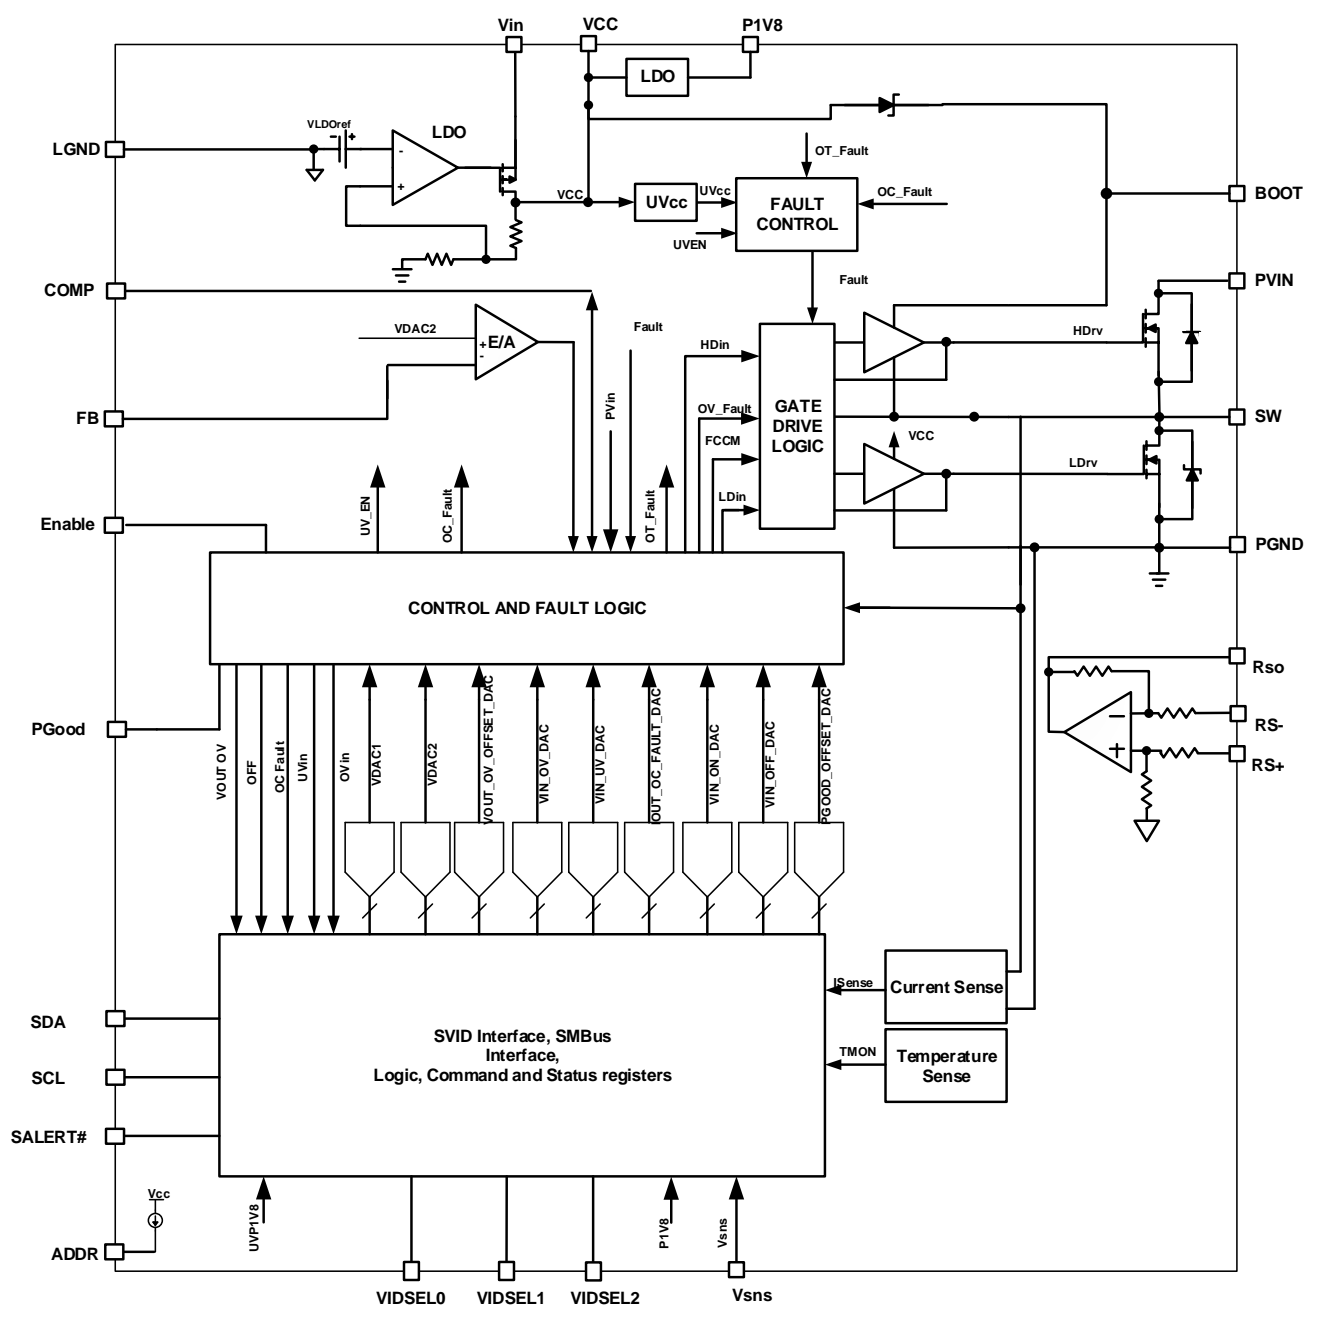 Vin
VCC
P1V8
LDO
VLDOref
-
+
LDO
-
+
LGND
OT_Fault
VCC
UVcc
UVcc
FAULT
CONTROL
OC_Fault
UVEN
BOOT
COMP
Fault
PVIN
VDAC2
+
-
E/A
Fault
HDin
HDrv
FB
PVin
OV_Fault
GATE
DRIVE
LOGIC
SW
FCCM
VCC
LDrv
LDin
Enable
UV_EN
OC_Fault
OT_Fault
PGND
CONTROL AND FAULT LOGIC
Rso
RS-
RS+
−
+
PGood
VOUT OV
OFF
OC Fault
UVin
OVin
VDAC1
VDAC2
VOUT_OV_OFFSET_DAC
VIN_OV_DAC
VIN_UV_DAC
IOUT_OC_FAULT_DAC
VIN_ON_DAC
VIN_OFF_DAC
PGOOD_OFFSET_DAC
ISense
Current Sense
SDA
SVID Interface, SMBus
Interface,
Logic, Command and Status registers
TMON
Temperature
Sense
SCL
SALERT#
Vcc
ADDR
UVP1V8
P1V8
Vsns
VIDSEL0
VIDSEL1
VIDSEL2
Vsns